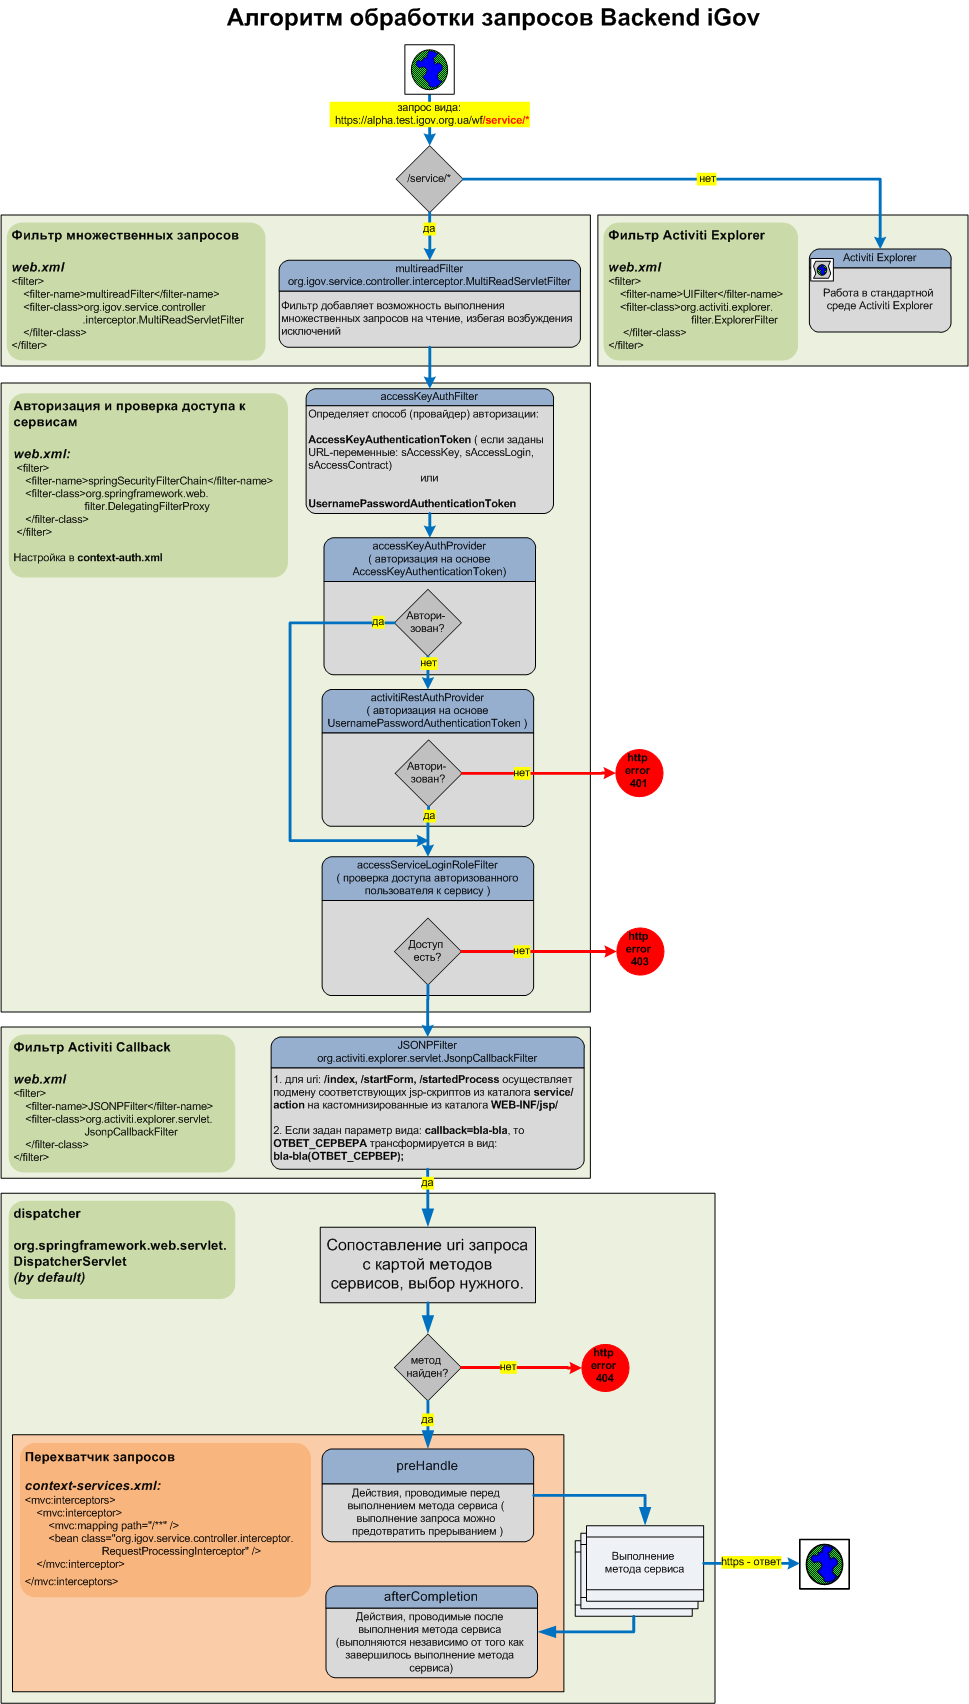 Алгоритм обработки запросов Backend iGov
запрос вида:
https://alpha.test.igov.org.ua/wf/service/*
/service/*
нет
да
Фильтр множественных запросов
web.xml
<filter>
<filter-name>multireadFilter</filter-name>
<filter-class>org.igov.service.controller
.interceptor.MultiReadServletFilter
</filter-class>
</filter>
multireadFilter
org.igov.service.controller.interceptor.MultiReadServletFilter
Фильтр добавляет возможность выполнения
множественных запросов на чтение, избегая возбуждения
исключений
Фильтр Activiti Explorer
web.xml
<filter>
<filter-name>UIFilter</filter-name>
<filter-class>org.activiti.explorer.
filter.ExplorerFilter
</filter-class>
</filter>
Activiti Explorer
Работа в стандартной
среде Activiti Explorer
Авторизация и проверка доступа к
сервисам
web.xml:
<filter>
<filter-name>springSecurityFilterChain</filter-name>
<filter-class>org.springframework.web.
filter.DelegatingFilterProxy
</filter-class>
</filter>
Настройка в context-auth.xml
accessKeyAuthFilter
Определяет способ (провайдер) авторизации:
AccessKeyAuthenticationToken ( если заданы
URL-переменные: sAccessKey, sAccessLogin,
sAccessContract)
или
UsernamePasswordAuthenticationToken
accessKeyAuthProvider
( авторизация на основе
AccessKeyAuthenticationToken)
Автори-
зован?
да
нет
activitiRestAuthProvider
( авторизация на основе
UsernamePasswordAuthenticationToken )
Автори-
зован?
нет
http
error
401
да
accessServiceLoginRoleFilter
( проверка доступа авторизованного
пользователя к сервису )
Доступ
есть?
нет
http
error
403
Фильтр Activiti Callback
web.xml
<filter>
<filter-name>JSONPFilter</filter-name>
<filter-class>org.activiti.explorer.servlet.
JsonpCallbackFilter
</filter-class>
</filter>
JSONPFilter
org.activiti.explorer.servlet.JsonpCallbackFilter
1. для uri: /index, /startForm, /startedProcess осуществляет
подмену соответствующих jsp-скриптов из каталога service/
action на кастомнизированные из каталога WEB-INF/jsp/
2. Если задан параметр вида: callback=bla-bla, то
ОТВЕТ_СЕРВЕРА трансформируется в вид:
bla-bla(ОТВЕТ_СЕРВЕР);
да
dispatcher
org.springframework.web.servlet.
DispatcherServlet
(by default)
Сопоставление uri запроса
с картой методов
сервисов, выбор нужного.
метод
найден?
нет
http
error
404
да
Перехватчик запросов
context-services.xml:
<mvc:interceptors>
<mvc:interceptor>
<mvc:mapping path="/**" />
<bean class="org.igov.service.controller.interceptor.
RequestProcessingInterceptor" />
</mvc:interceptor>
</mvc:interceptors>
preHandle
Действия, проводимые перед
выполнением метода сервиса (
выполнение запроса можно
предотвратить прерыванием )
Выполнение
метода сервиса
https - ответ
afterCompletion
Действия, проводимые после
выполнения метода сервиса
(выполняются независимо от того как
завершилось выполнение метода
сервиса)